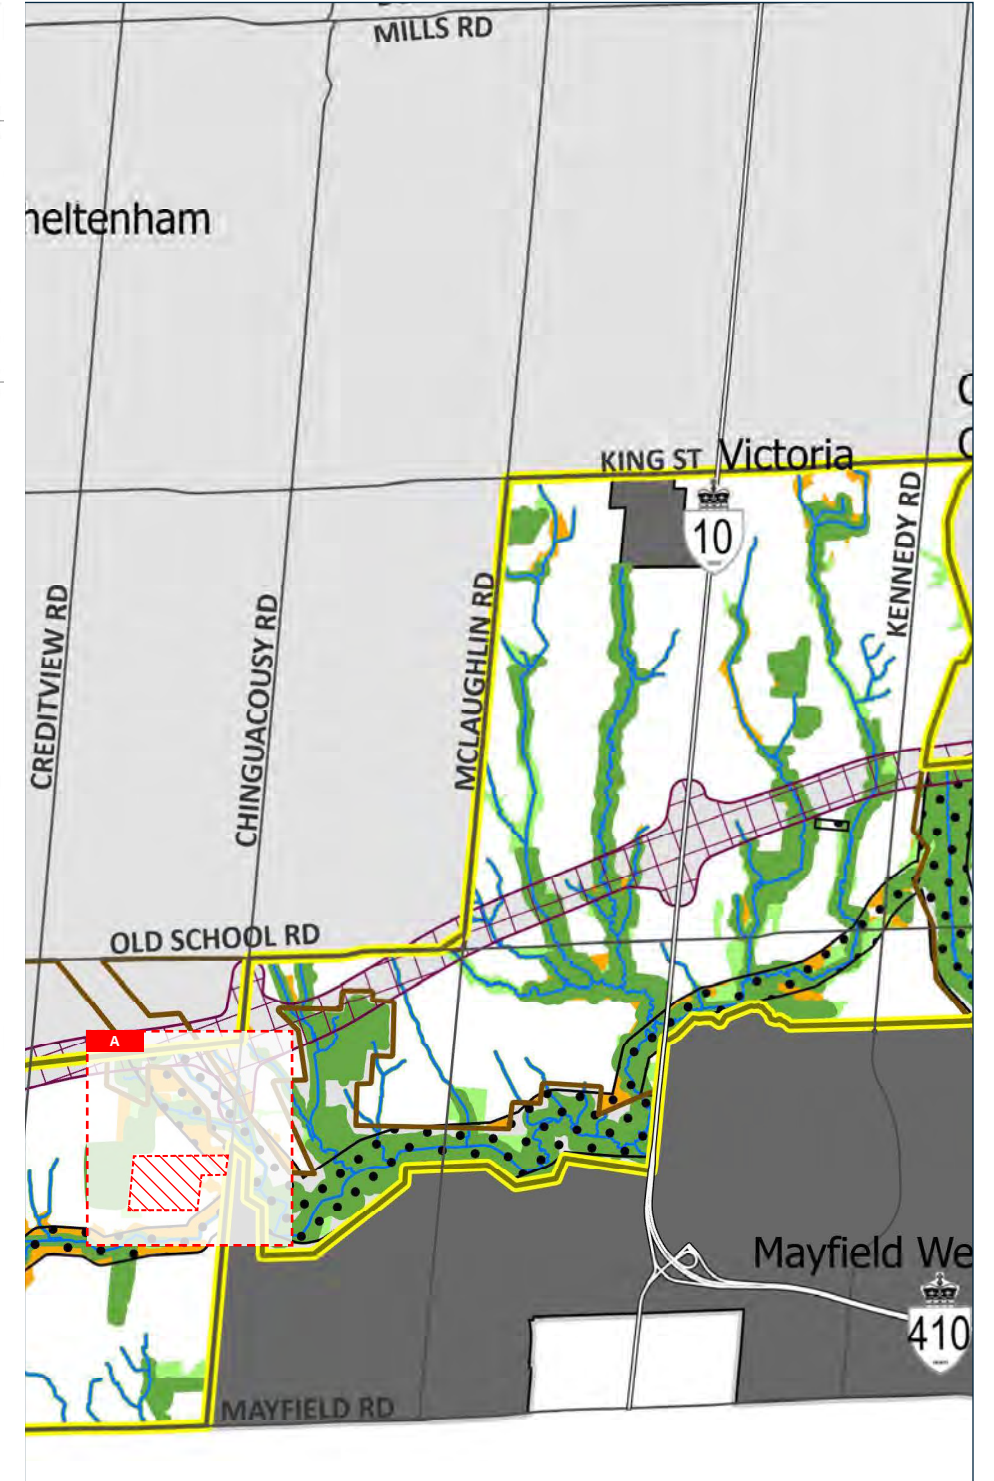 MILLS RD
heltenham
KING ST
Victoria
10
KENNEDY RD
CREDITVIEW RD
CHINGUACOUSY RD
MCLAUGHLIN RD
OLD SCHOOL RD
A
Mayfield We
410
MAYFIELD RD